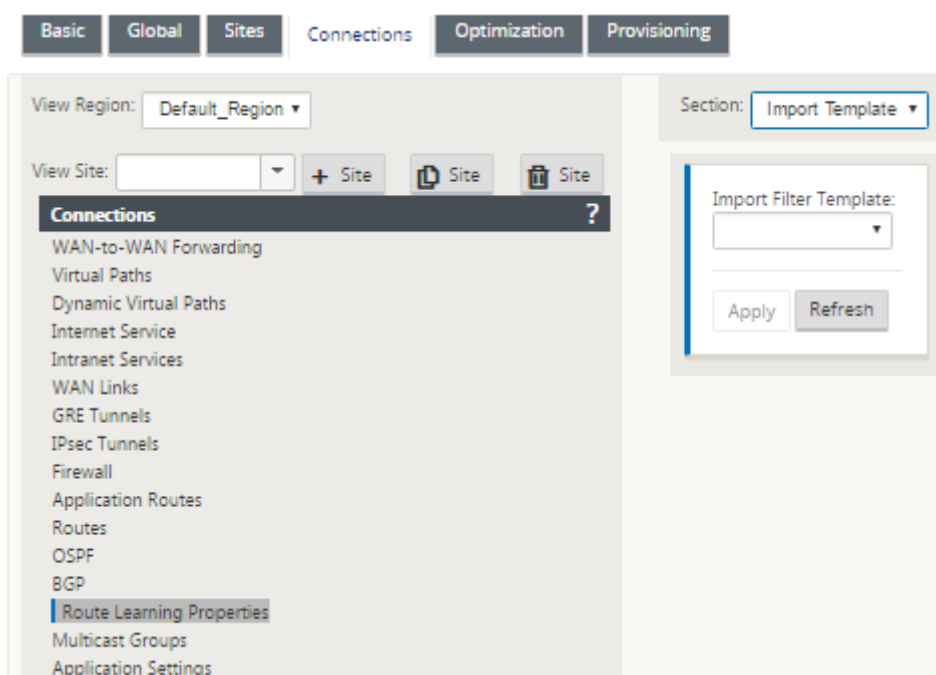 Basic Global Sites Connections Optimization Provisioning
View Region: Default_Region
Section: Import Template
View Site: + Site Site Site
Connections ?
Import Filter Template:
WAN-to-WAN Forwarding
Virtual Paths
Dynamic Virtual Paths
Apply Refresh
Internet Service
Intranet Services
WAN Links
GRE Tunnels
IPsec Tunnels
Firewall
Application Routes
Routes
OSPF
BGP
Route Learning Properties
Multicast Groups
Application Settings